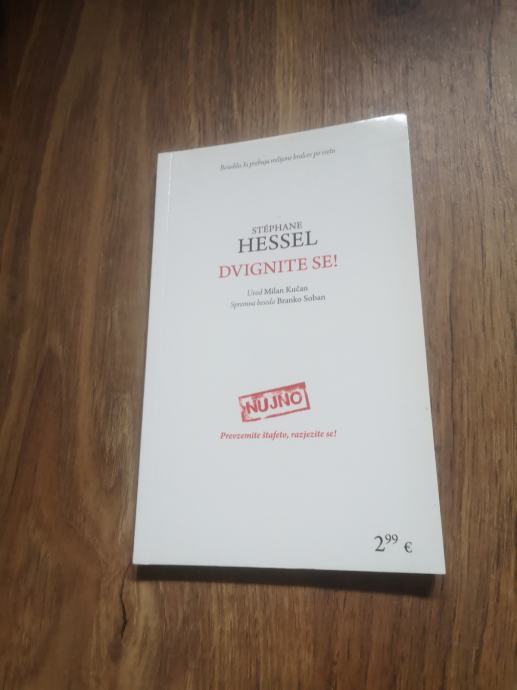 Besedilo, ki prebuja milijone bralcev po svetu
STÉPHANE
HESSEL
DVIGNITE SE!
Uvod Milan Kučan
Spremna beseda Branko Soban
NUJNO
Prevzemite štafeto, razjezite se!
2⁹⁹ €